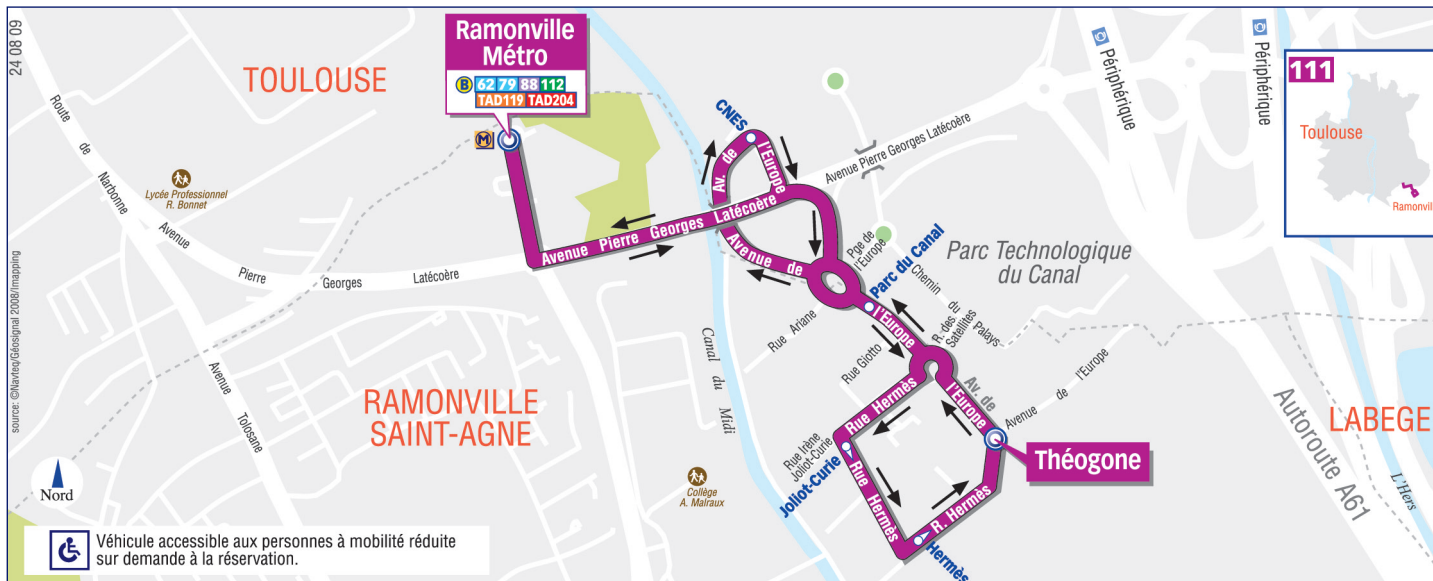 24 08 09
source: ©Navteq/Géosignal 2008/Imapping
TOULOUSE
Ramonville
Métro
B 62 79 88 112
TAD119 TAD204
M
Route de Narbonne
Lycée Professionnel
R. Bonnet
Avenue Pierre Georges Latécoère
Avenue Pierre Georges Latécoère
Avenue Pierre Georges Latécoère
CNES
Av. de l'Europe
Avenue de l'Europe
Pge de
l'Europe
Parc du Canal
Chemin du Palays
R. des
Satellites
Parc Technologique
du Canal
Périphérique
Périphérique
111
Toulouse
Ramonvill
Rue Ariane
Rue Giotto
Canal du Midi
Avenue Tolosane
RAMONVILLE
SAINT-AGNE
Rue Hermès
Rue Irène
Joliot-Curie
Joliot-Curie
Rue Hermès
R. Hermès
Hermès
Av. de
l'Europe
Avenue de l'Europe
Théogone
Collège
A. Malraux
Autoroute A61
LABEGE
L'Hers
Nord
Véhicule accessible aux personnes à mobilité réduite
sur demande à la réservation.